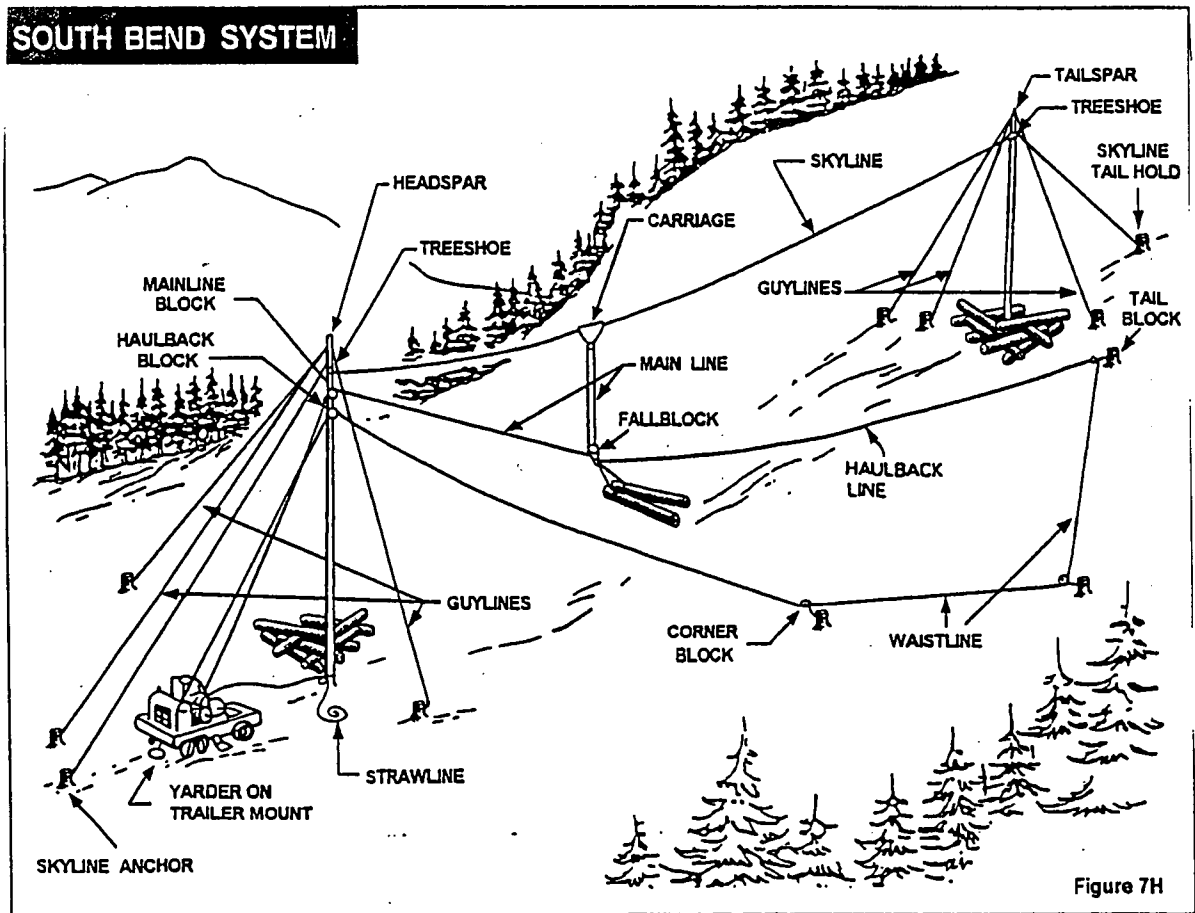 SOUTH BEND SYSTEM
TAILSPAR
TREESHOE
SKYLINE
SKYLINE
TAIL HOLD
HEADSPAR
CARRIAGE
TREESHOE
MAINLINE
BLOCK
GUYLINES
TAIL
BLOCK
HAULBACK
BLOCK
MAIN LINE
FALLBLOCK
HAULBACK
LINE
GUYLINES
CORNER
BLOCK
WAISTLINE
STRAWLINE
YARDER ON
TRAILER MOUNT
SKYLINE ANCHOR
Figure 7H